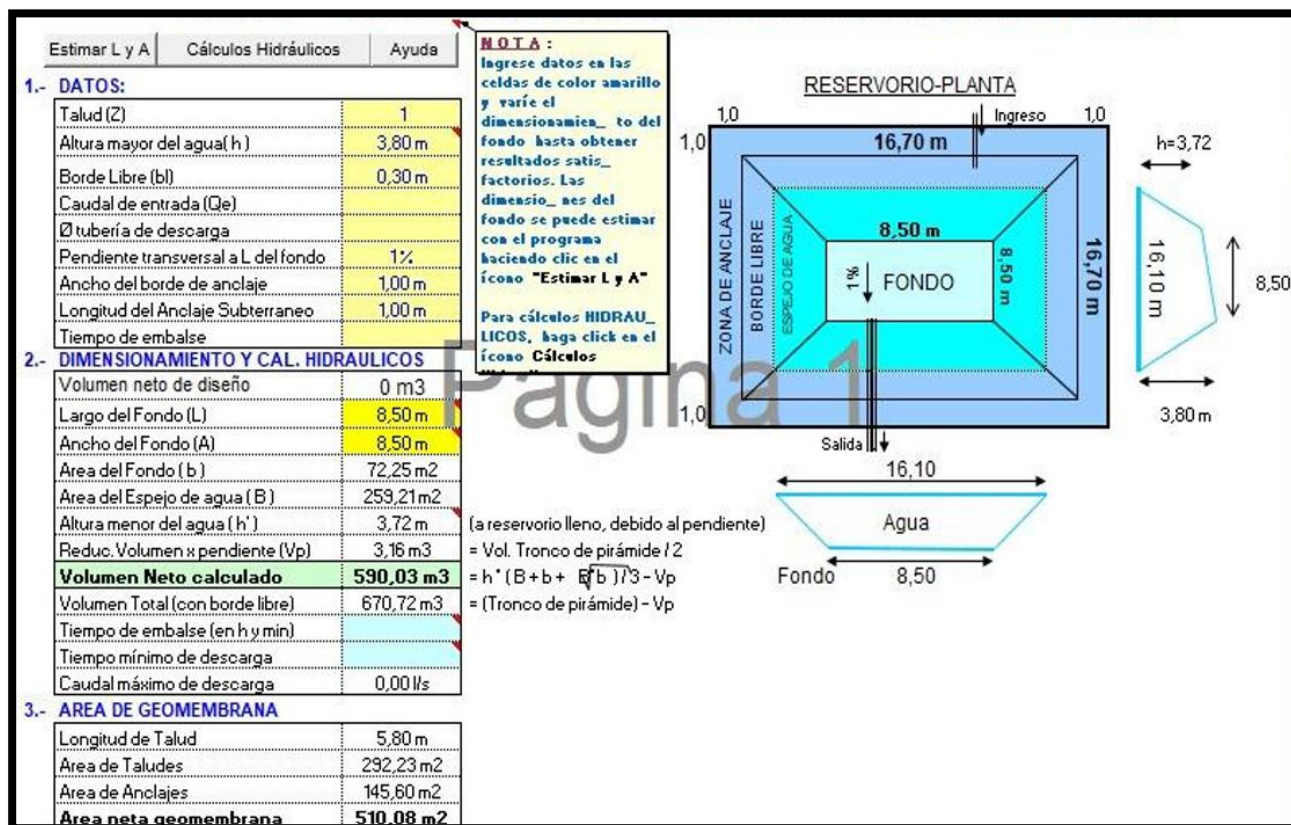 Estimar L y A
Cálculos Hidráulicos
Ayuda
1.- DATOS:
Talud (Z) 1
Altura mayor del agua( h ) 3,80 m
Borde Libre (bl) 0,30 m
Caudal de entrada (Qe)
Ø tubería de descarga
Pendiente transversal a L del fondo 1%
Ancho del borde de anclaje 1,00 m
Longitud del Anclaje Subterraneo 1,00 m
Tiempo de embalse
2.- DIMENSIONAMIENTO Y CAL. HIDRAULICOS
Volumen neto de diseño 0 m3
Largo del Fondo (L) 8,50 m
Ancho del Fondo (A) 8,50 m
Area del Fondo ( b ) 72,25 m2
Area del Espejo de agua ( B ) 259,21 m2
Altura menor del agua ( h' ) 3,72 m (a reservorio lleno, debido al pendiente)
Reduc. Volumen x pendiente (Vp) 3,16 m3 = Vol. Tronco de pirámide / 2
Volumen Neto calculado 590,03 m3 = h* ( B + b + √B*b ) / 3 - Vp
Volumen Total (con borde libre) 670,72 m3 = (Tronco de pirámide) - Vp
Tiempo de embalse (en h y min)
Tiempo mínimo de descarga
Caudal máximo de descarga 0,00 l/s
3.- AREA DE GEOMEMBRANA
Longitud de Talud 5,80 m
Area de Taludes 292,23 m2
Area de Anclajes 145,60 m2
Area neta geomembrana 510,08 m2
NOTA :
Ingrese datos en las
celdas de color amarillo
y varíe el
dimensionamien_ to del
fondo hasta obtener
resultados satis_
factorios. Las
dimensio_ nes del
fondo se puede estimar
con el programa
haciendo clic en el
ícono "Estimar L y A"
Para cálculos HIDRAU_
LICOS, haga click en el
ícono Cálculos
Página 1
RESERVORIO-PLANTA
1,0
Ingreso
1,0
1,0
16,70 m
ZONA DE ANCLAJE
BORDE LIBRE
ESPEJO DE AGUA
8,50 m
1%
FONDO
8,50 m
16,70 m
1,0
Salida
h=3,72
16,10 m
8,50
3,80 m
16,10
Agua
Fondo 8,50